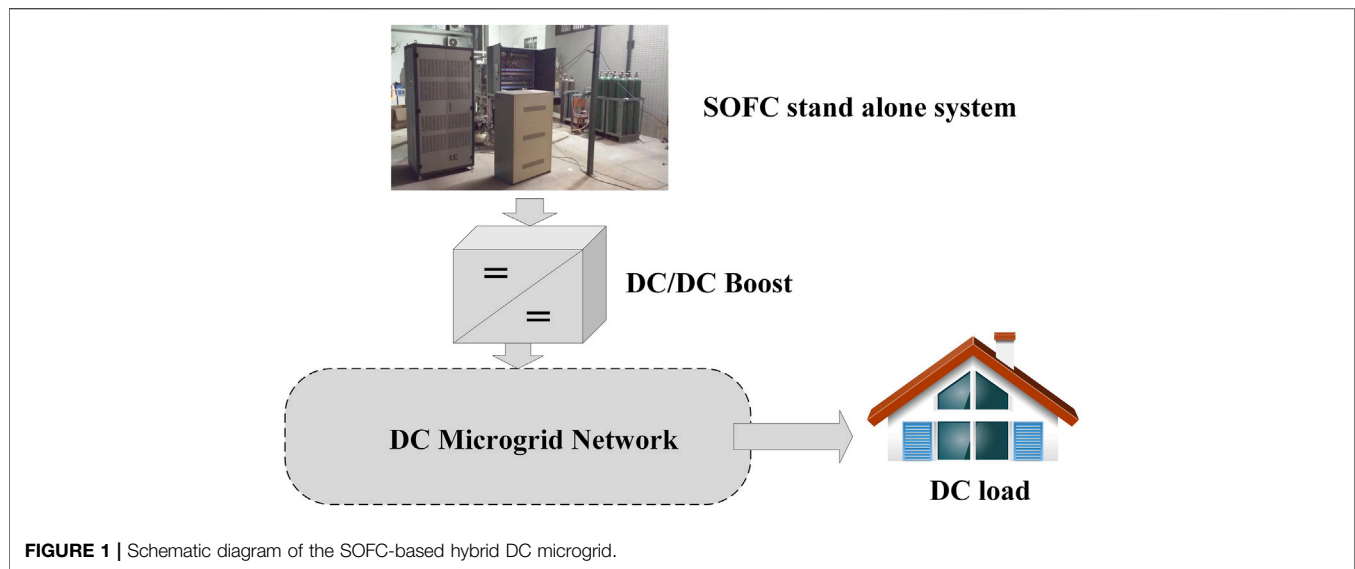 SOFC stand alone system
DC/DC Boost
DC Microgrid Network
DC load
FIGURE 1 | Schematic diagram of the SOFC-based hybrid DC microgrid.